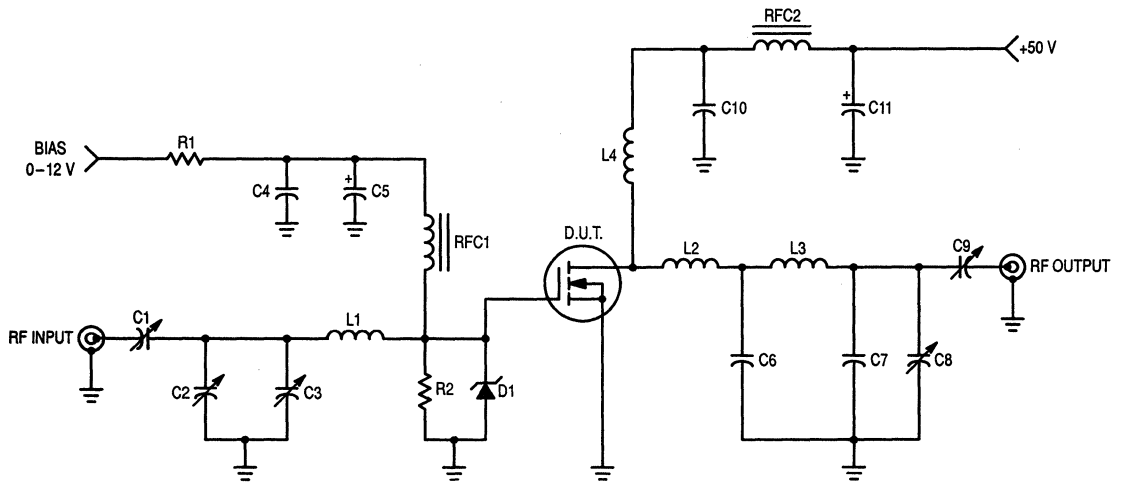 RFC2
+50 V
+
C10
C11
R1
BIAS
0–12 V
L4
+
C4
C5
RFC1
D.U.T.
L2
L3
C9
RF OUTPUT
C1
L1
RF INPUT
C2
C3
R2
D1
C6
C7
C8